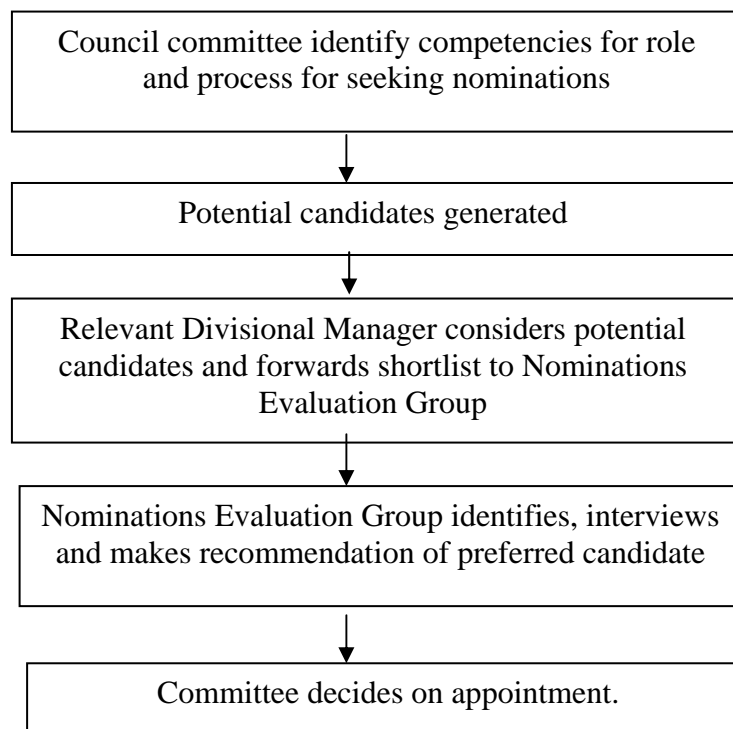 Council committee identify competencies for role
and process for seeking nominations
Potential candidates generated
Relevant Divisional Manager considers potential
candidates and forwards shortlist to Nominations
Evaluation Group
Nominations Evaluation Group identifies, interviews
and makes recommendation of preferred candidate
Committee decides on appointment.